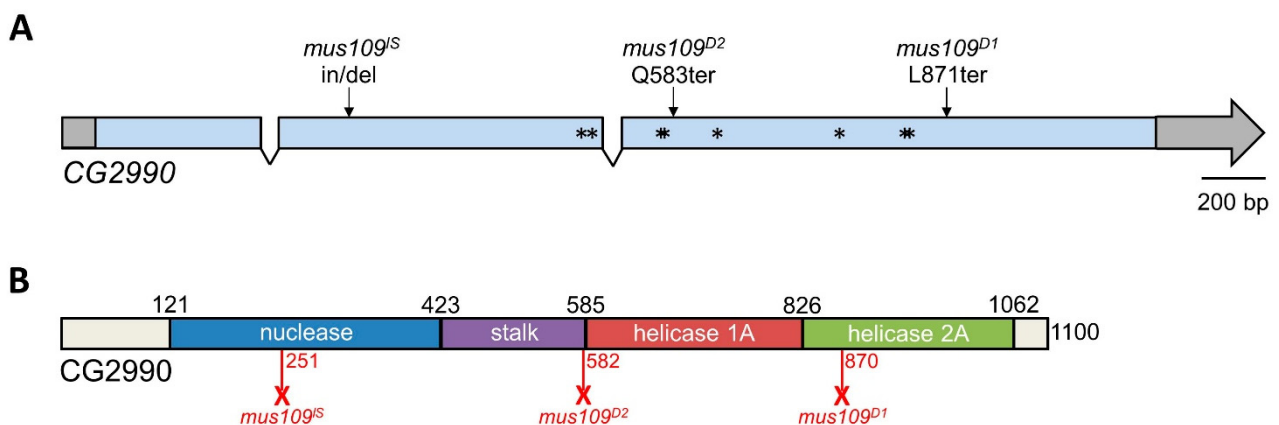 A
mus109^IS mus109^D2 mus109^D1
in/del Q583ter L871ter
** ** * * **
CG2990
200 bp
B
121 423 585 826 1062
nuclease stalk helicase 1A helicase 2A 1100
CG2990 251 582 870
X X X
mus109^IS mus109^D2 mus109^D1